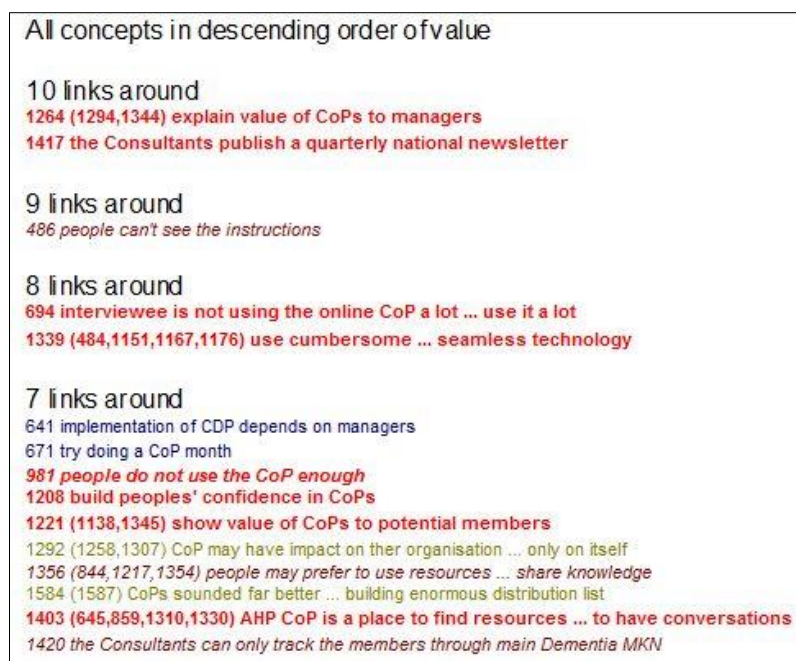 All concepts in descending order of value
10 links around
1264 (1294,1344) explain value of CoPs to managers
1417 the Consultants publish a quarterly national newsletter
9 links around
486 people can't see the instructions
8 links around
694 interviewee is not using the online CoP a lot ... use it a lot
1339 (484,1151,1167,1176) use cumbersome ... seamless technology
7 links around
641 implementation of CDP depends on managers
671 try doing a CoP month
981 people do not use the CoP enough
1208 build peoples' confidence in CoPs
1221 (1138,1345) show value of CoPs to potential members
1292 (1258,1307) CoP may have impact on ther organisation ... only on itself
1356 (844,1217,1354) people may prefer to use resources ... share knowledge
1584 (1587) CoPs sounded far better ... building enormous distribution list
1403 (645,859,1310,1330) AHP CoP is a place to find resources ... to have conversations
1420 the Consultants can only track the members through main Dementia MKN